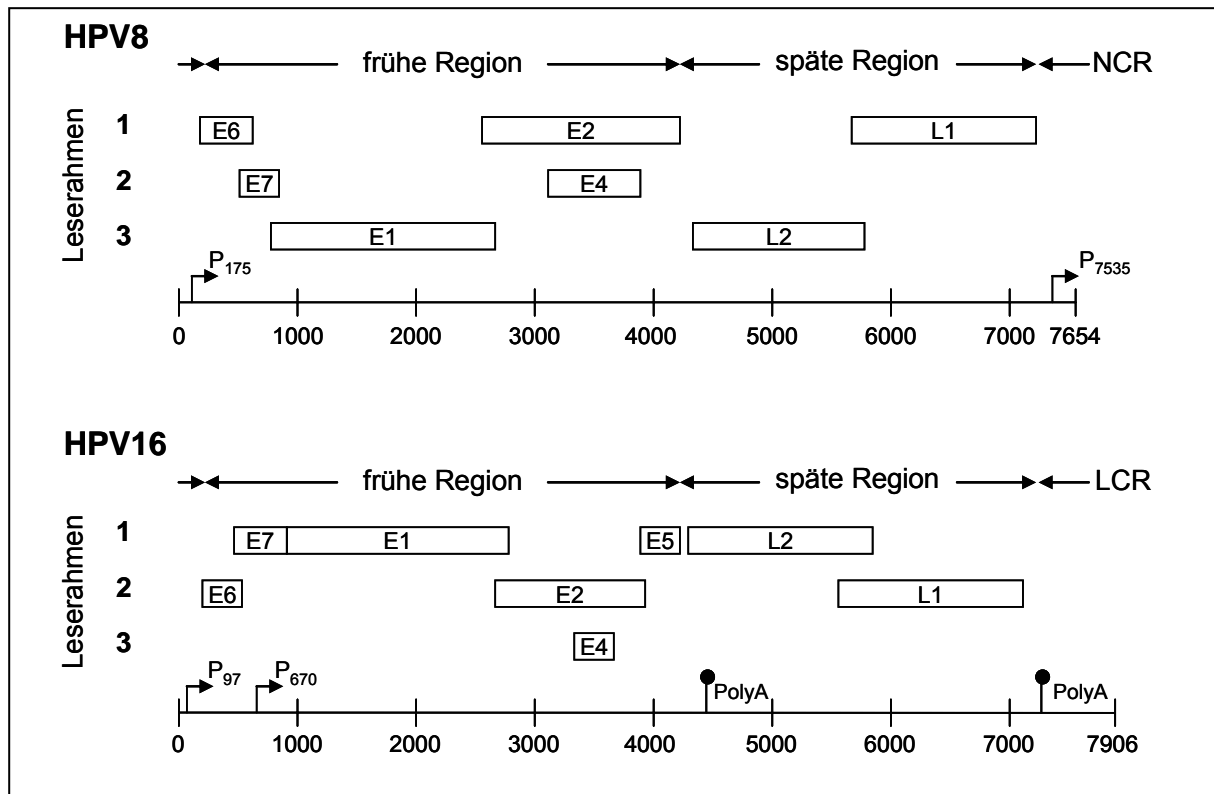 HPV8
frühe Region späte Region NCR
Leserahmen
1 E6 E2 L1
2 E7 E4
3 E1 L2
P175 P7535
0 1000 2000 3000 4000 5000 6000 7000 7654
HPV16
frühe Region späte Region LCR
Leserahmen
1 E7 E1 E5 L2
2 E6 E2 L1
3 E4
P97 P670 PolyA PolyA
0 1000 2000 3000 4000 5000 6000 7000 7906